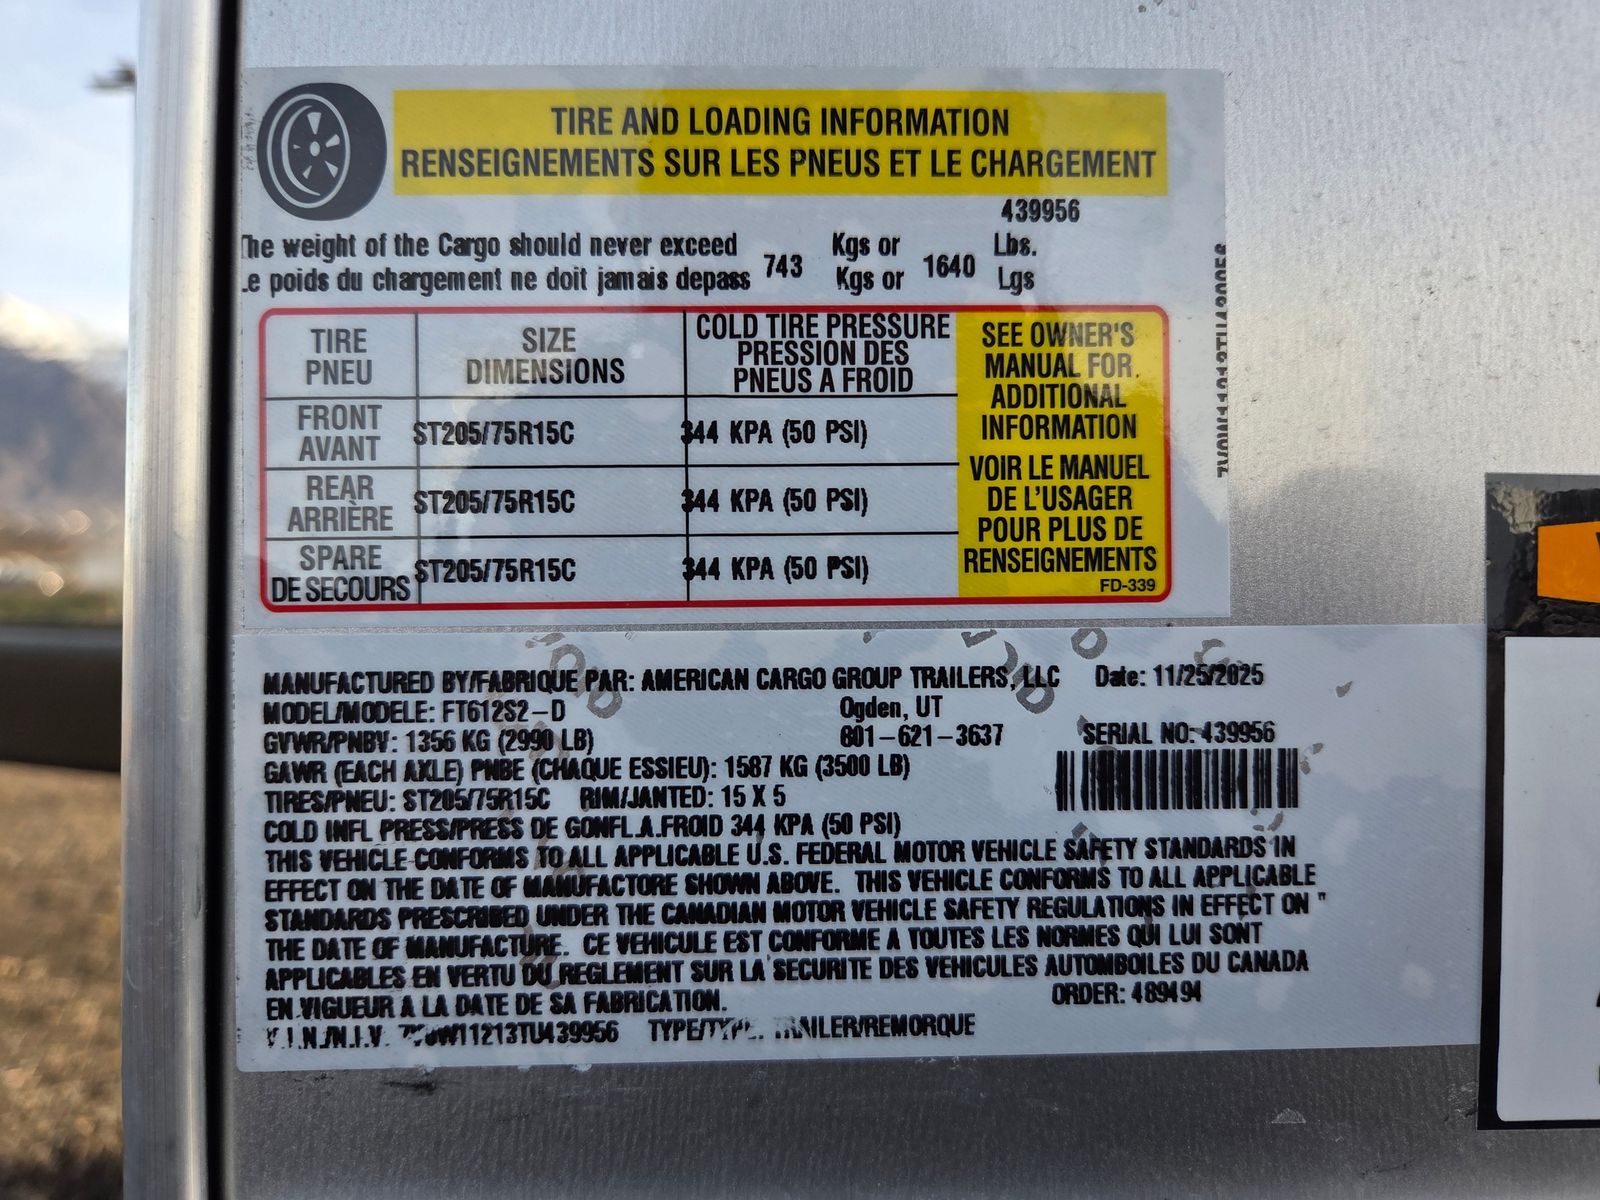 TIRE AND LOADING INFORMATION
RENSEIGNEMENTS SUR LES PNEUS ET LE CHARGEMENT
439956
The weight of the Cargo should never exceed 743 Kgs or 1640 Lbs.
Le poids du chargement ne doit jamais depass Kgs or Lgs
TIRE PNEU
SIZE DIMENSIONS
COLD TIRE PRESSURE
PRESSION DES
PNEUS A FROID
FRONT AVANT ST205/75R15C 344 KPA (50 PSI)
REAR ARRIÈRE ST205/75R15C 344 KPA (50 PSI)
SPARE DE SECOURS ST205/75R15C 344 KPA (50 PSI)
SEE OWNER'S
MANUAL FOR
ADDITIONAL
INFORMATION
VOIR LE MANUEL
DE L'USAGER
POUR PLUS DE
RENSEIGNEMENTS
FD-339
MANUFACTURED BY/FABRIQUE PAR: AMERICAN CARGO GROUP TRAILERS, LLC Date: 11/25/2025
MODEL/MODELE: FT612S2-D Ogden, UT
GVWR/PNBV: 1356 KG (2990 LB) 801-621-3637 SERIAL NO: 439956
GAWR (EACH AXLE) PNBE (CHAQUE ESSIEU): 1587 KG (3500 LB)
TIRES/PNEU: ST205/75R15C RIM/JANTED: 15 X 5
COLD INFL PRESS/PRESS DE GONFL.A.FROID 344 KPA (50 PSI)
THIS VEHICLE CONFORMS TO ALL APPLICABLE U.S. FEDERAL MOTOR VEHICLE SAFETY STANDARDS IN
EFFECT ON THE DATE OF MANUFACTORE SHOWN ABOVE. THIS VEHICLE CONFORMS TO ALL APPLICABLE
STANDARDS PRESCRIBED UNDER THE CANADIAN MOTOR VEHICLE SAFETY REGULATIONS IN EFFECT ON "
THE DATE OF MANUFACTURE. CE VEHICULE EST CONFORME A TOUTES LES NORMES QUI LUI SONT
APPLICABLES EN VERTU DU REGLEMENT SUR LA SECURITE DES VEHICULES AUTOMBOILES DU CANADA
EN VIGUEUR A LA DATE DE SA FABRICATION. ORDER: 489494
V.I.N./N.I.V. TYPE/TYPE: TRAILER/REMORQUE